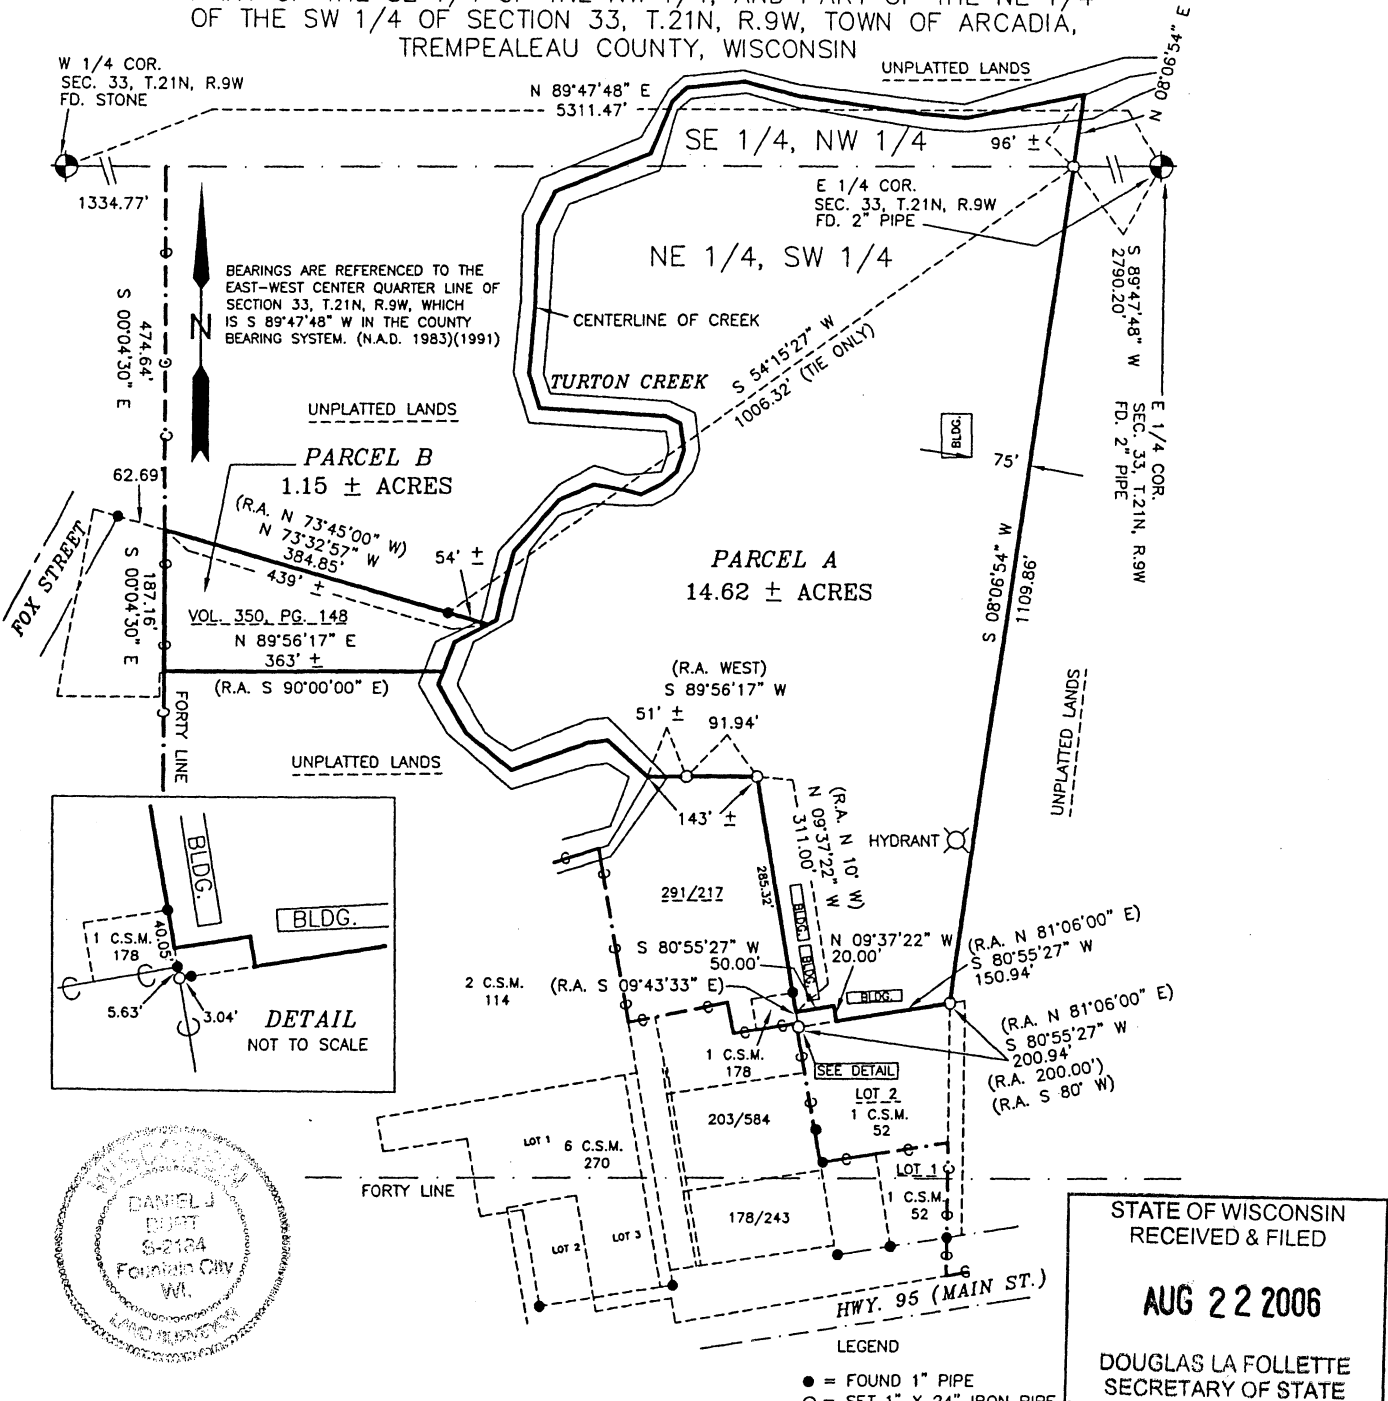 OF THE SW 1/4 OF SECTION 33, T.21N, R.9W, TOWN OF ARCADIA,
TREMPEALEAU COUNTY, WISCONSIN
W 1/4 COR.
SEC. 33, T.21N, R.9W
FD. STONE
N 89°47'48" E
5311.47'
UNPLATTED LANDS
N 08°06'54" E
SE 1/4, NW 1/4
96' ±
1334.77'
E 1/4 COR.
SEC. 33, T.21N, R.9W
FD. 2" PIPE
NE 1/4, SW 1/4
S 89°47'48" W
2790.20'
BEARINGS ARE REFERENCED TO THE
EAST-WEST CENTER QUARTER LINE OF
SECTION 33, T.21N, R.9W, WHICH
IS S 89°47'48" W IN THE COUNTY
BEARING SYSTEM. (N.A.D. 1983)(1991)
N
474.64'
S 00°04'30" E
CENTERLINE OF CREEK
S 54°15'27" W
1006.32' (TIE ONLY)
TURTON CREEK
UNPLATTED LANDS
BLDG.
E 1/4 COR.
SEC. 33, T.21N, R.9W
FD. 2" PIPE
PARCEL B
1.15 ± ACRES
75'
62.69'
(R.A. N 73°45'00" W)
N 73°32'57" W
384.85'
439' ±
54' ±
FOX STREET
187.16'
S 00°04'30" E
PARCEL A
14.62 ± ACRES
S 08°06'54" W
1109.86'
VOL. 350, PG. 148
N 89°56'17" E
363' ±
(R.A. S 90°00'00" E)
(R.A. WEST)
S 89°56'17" W
51' ±
91.94'
FORTY LINE
UNPLATTED LANDS
UNPLATTED LANDS
143' ±
(R.A. N 10° W)
N 09°37'22" W
311.00'
285.32'
HYDRANT
291/217
BLDG.
BLDG.
BLDG.
BLDG.
1 C.S.M.
178
40.05'
5.63'
3.04'
DETAIL
NOT TO SCALE
S 80°55'27" W
50.00'
N 09°37'22" W
20.00'
(R.A. N 81°06'00" E)
S 80°55'27" W
150.94'
2 C.S.M.
114
(R.A. S 09°43'33" E)
BLDG.
(R.A. N 81°06'00" E)
S 80°55'27" W
200.94'
(R.A. 200.00')
(R.A. S 80° W)
1 C.S.M.
178
SEE DETAIL
LOT 2
1 C.S.M.
52
203/584
LOT 1
6 C.S.M.
270
LOT 1
1 C.S.M.
52
FORTY LINE
178/243
LOT 2
LOT 3
HWY. 95 (MAIN ST.)
WISCONSIN
DANIEL J
BURT
S-2184
Fountain City
WI.
LAND SURVEYOR
STATE OF WISCONSIN
RECEIVED & FILED
AUG 22 2006
DOUGLAS LA FOLLETTE
SECRETARY OF STATE
LEGEND
● = FOUND 1" PIPE